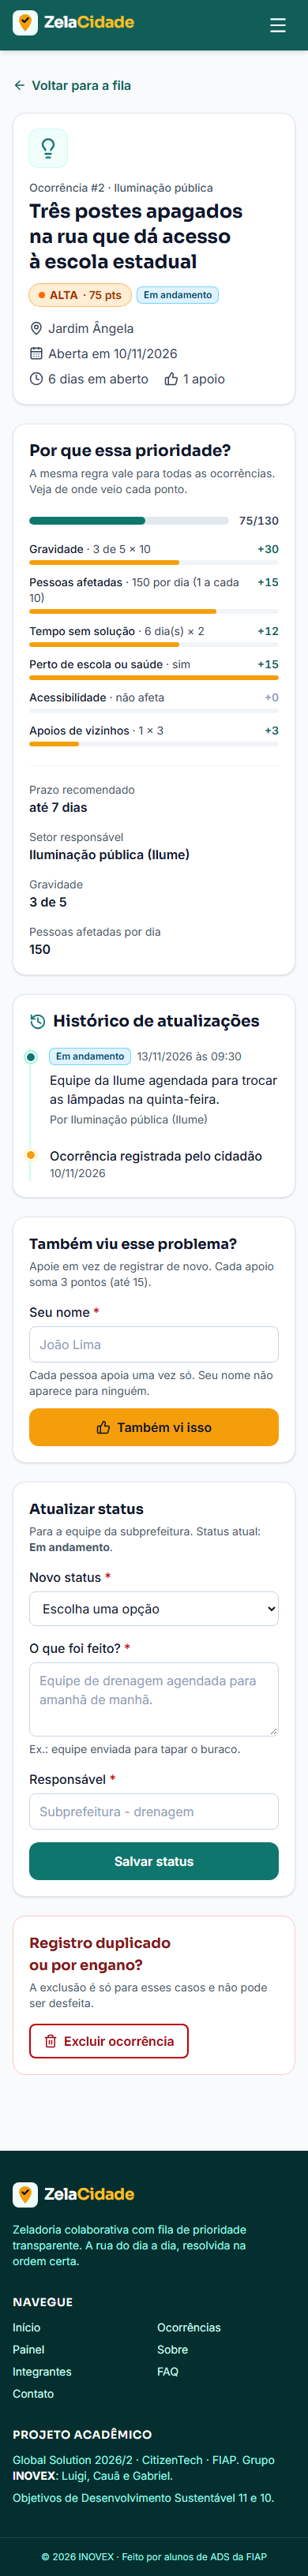 ZelaCidade
Voltar para a fila
Ocorrência #2 · Iluminação pública
Três postes apagados
na rua que dá acesso
à escola estadual
ALTA · 75 pts
Em andamento
Jardim Ângela
Aberta em 10/11/2026
6 dias em aberto
1 apoio
Por que essa prioridade?
A mesma regra vale para todas as ocorrências.
Veja de onde veio cada ponto.
75/130
Gravidade · 3 de 5 × 10 +30
Pessoas afetadas · 150 por dia (1 a cada +15
10)
Tempo sem solução · 6 dia(s) × 2 +12
Perto de escola ou saúde · sim +15
Acessibilidade · não afeta +0
Apoios de vizinhos · 1 × 3 +3
Prazo recomendado
até 7 dias
Setor responsável
Iluminação pública (Ilume)
Gravidade
3 de 5
Pessoas afetadas por dia
150
Histórico de atualizações
Em andamento 13/11/2026 às 09:30
Equipe da Ilume agendada para trocar
as lâmpadas na quinta-feira.
Por Iluminação pública (Ilume)
Ocorrência registrada pelo cidadão
10/11/2026
Também viu esse problema?
Apoie em vez de registrar de novo. Cada apoio
soma 3 pontos (até 15).
Seu nome *
João Lima
Cada pessoa apoia uma vez só. Seu nome não
aparece para ninguém.
Também vi isso
Atualizar status
Para a equipe da subprefeitura. Status atual:
Em andamento.
Novo status *
Escolha uma opção
O que foi feito? *
Equipe de drenagem agendada para
amanhã de manhã.
Ex.: equipe enviada para tapar o buraco.
Responsável *
Subprefeitura - drenagem
Salvar status
Registro duplicado
ou por engano?
A exclusão é só para esses casos e não pode
ser desfeita.
Excluir ocorrência
ZelaCidade
Zeladoria colaborativa com fila de prioridade
transparente. A rua do dia a dia, resolvida na
ordem certa.
NAVEGUE
Início Ocorrências
Painel Sobre
Integrantes FAQ
Contato
PROJETO ACADÊMICO
Global Solution 2026/2 · CitizenTech · FIAP. Grupo
INOVEX: Luigi, Cauã e Gabriel.
Objetivos de Desenvolvimento Sustentável 11 e 10.
© 2026 INOVEX · Feito por alunos de ADS da FIAP